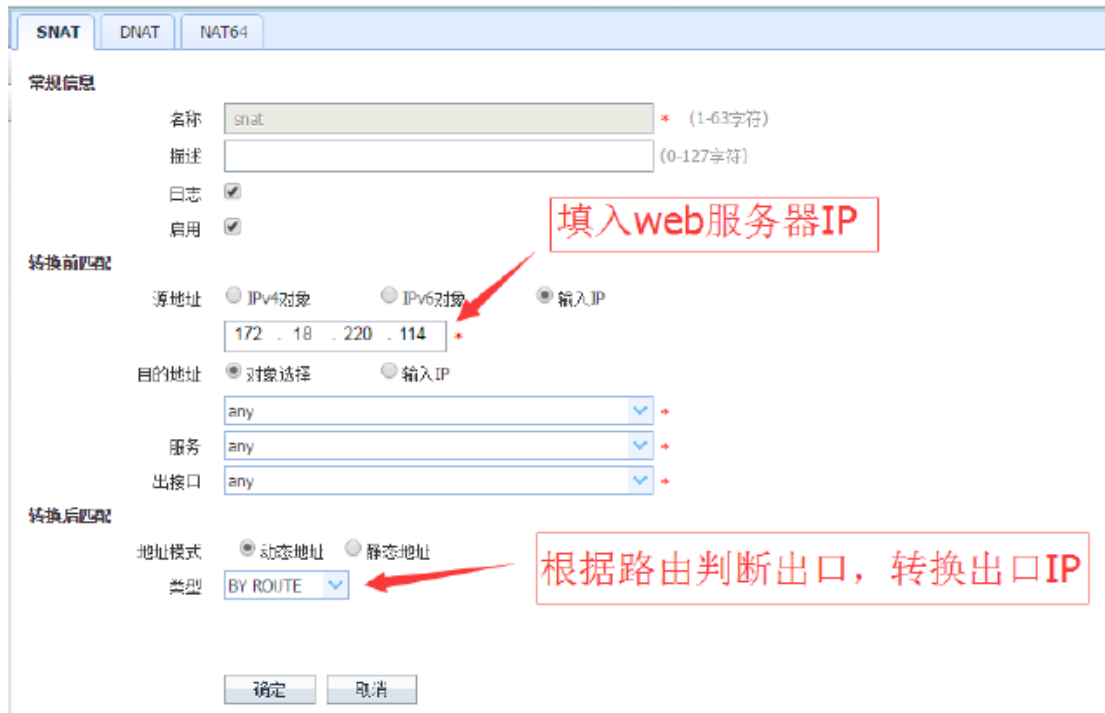 SNAT DNAT NAT64
常规信息
名称 snat * (1-63字符)
描述 (0-127字符)
日志
启用
填入web服务器IP
转换前匹配
源地址 IPv4对象 IPv6对象 输入IP
172 . 18 . 220 . 114 *
目的地址 对象选择 输入IP
any *
服务 any *
出接口 any *
转换后匹配
地址模式 动态地址 静态地址
根据路由判断出口，转换出口IP
类型 BY ROUTE
确定 取消